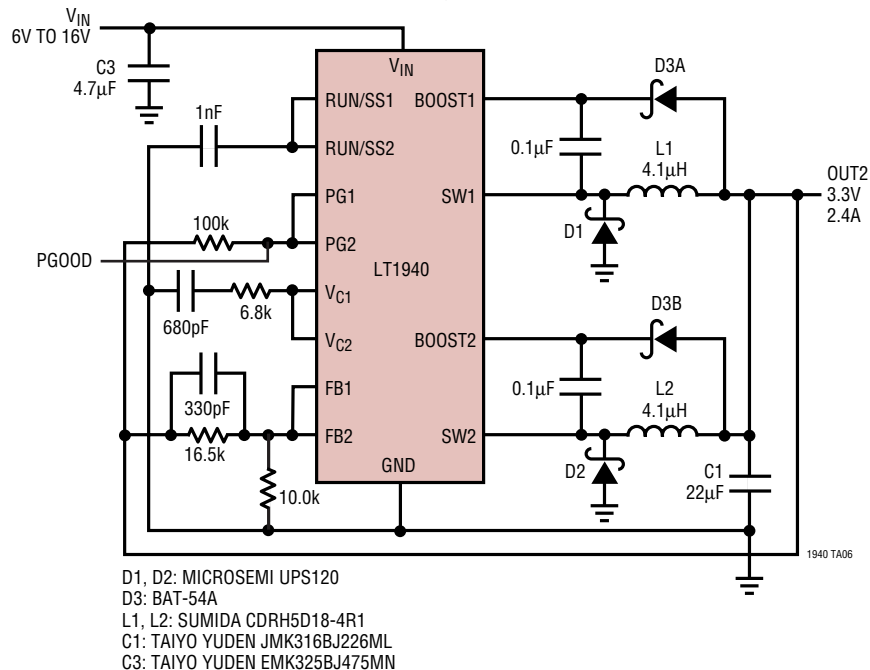 VIN
6V TO 16V
C3
4.7µF
1nF
VIN
RUN/SS1
BOOST1
RUN/SS2
PG1
SW1
PG2
LT1940
VC1
VC2
BOOST2
FB1
FB2
SW2
GND
D3A
0.1µF
L1
4.1µH
D1
OUT2
3.3V
2.4A
100k
PGOOD
680pF
6.8k
D3B
0.1µF
L2
4.1µH
330pF
16.5k
10.0k
D2
C1
22µF
1940 TA06
D1, D2: MICROSEMI UPS120
D3: BAT-54A
L1, L2: SUMIDA CDRH5D18-4R1
C1: TAIYO YUDEN JMK316BJ226ML
C3: TAIYO YUDEN EMK325BJ475MN